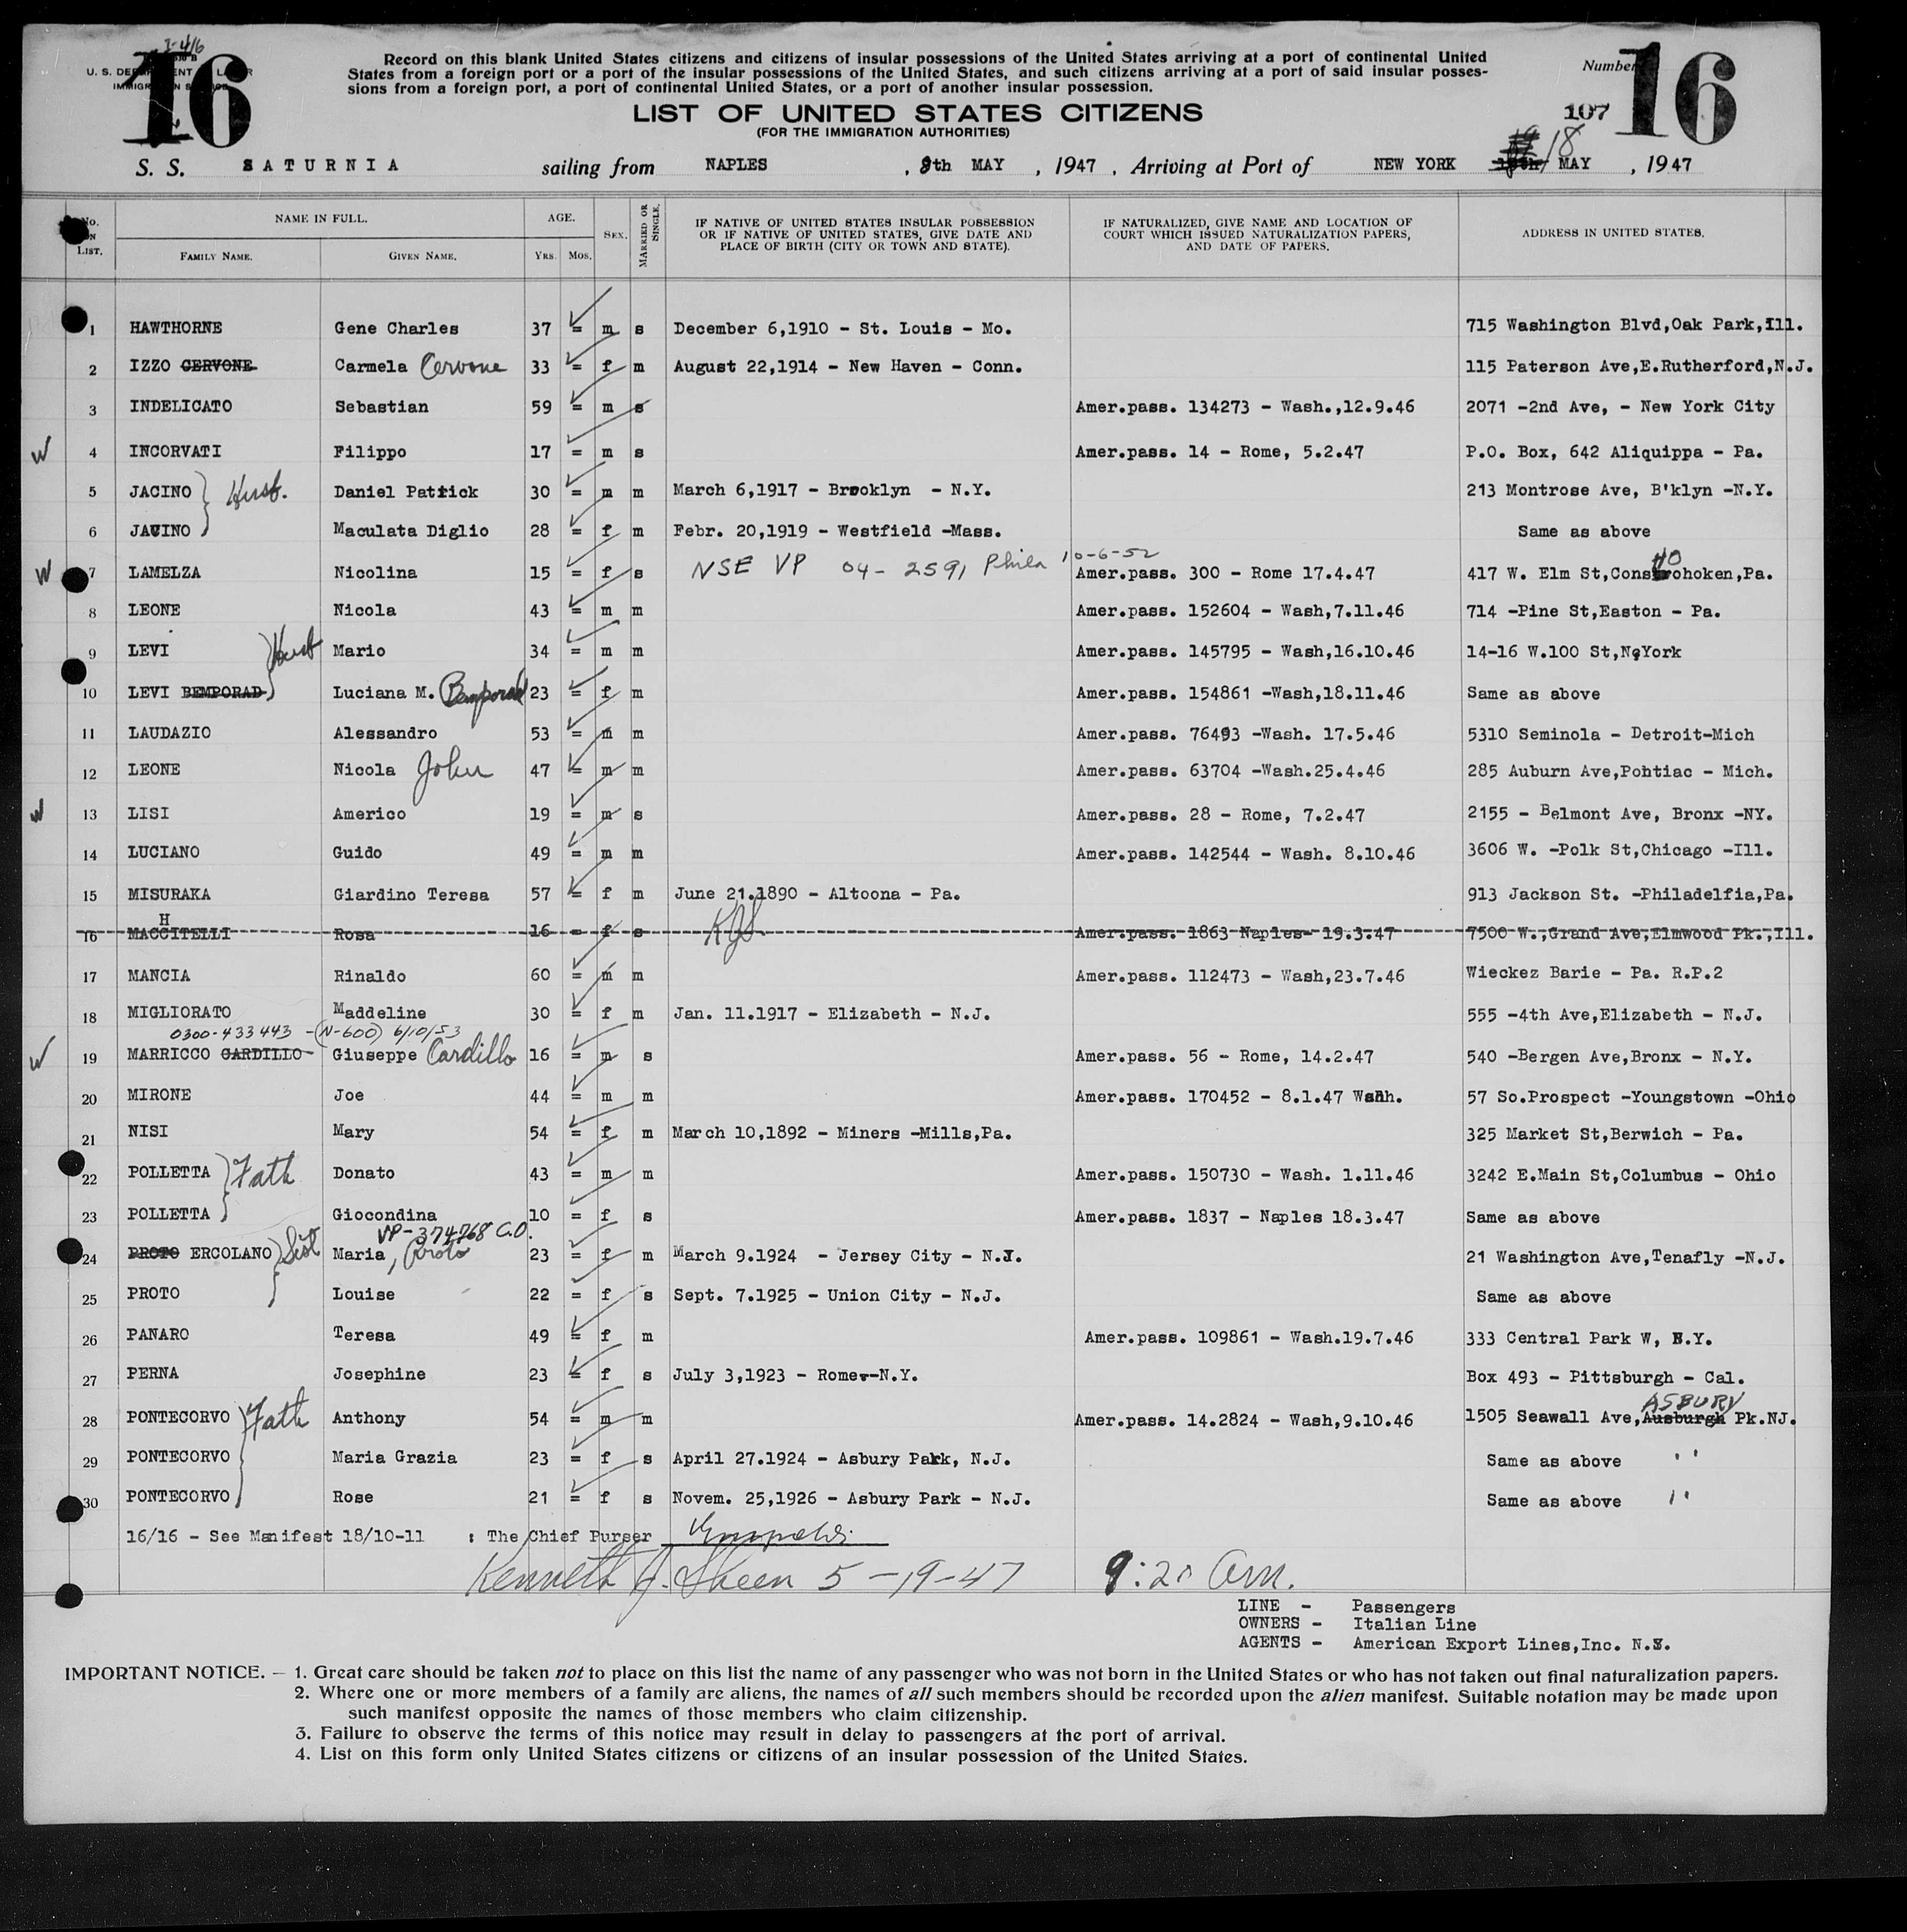 I-416
16
U. S. DEPARTMENT OF LABOR
IMMIGRATION SERVICE
Record on this blank United States citizens and citizens of insular possessions of the United States arriving at a port of continental United
States from a foreign port or a port of the insular possessions of the United States, and such citizens arriving at a port of said insular posses-
sions from a foreign port, a port of continental United States, or a port of another insular possession.
Number 16
LIST OF UNITED STATES CITIZENS
107
(FOR THE IMMIGRATION AUTHORITIES)
S. S. SATURNIA sailing from NAPLES , 8th MAY , 1947 , Arriving at Port of NEW YORK 18 MAY , 1947
No. ON LIST. NAME IN FULL. AGE. SEX. MARRIED OR SINGLE. IF NATIVE OF UNITED STATES INSULAR POSSESSION OR IF NATIVE OF UNITED STATES, GIVE DATE AND PLACE OF BIRTH (CITY OR TOWN AND STATE). IF NATURALIZED, GIVE NAME AND LOCATION OF COURT WHICH ISSUED NATURALIZATION PAPERS, AND DATE OF PAPERS. ADDRESS IN UNITED STATES.
FAMILY NAME. GIVEN NAME. YRS. MOS.
1 HAWTHORNE Gene Charles 37 = m s December 6,1910 - St. Louis - Mo. 715 Washington Blvd,Oak Park,Ill.
2 IZZO CERVONE Carmela Cervone 33 = f m August 22,1914 - New Haven - Conn. 115 Paterson Ave,E.Rutherford,N.J.
3 INDELICATO Sebastian 59 = m s Amer.pass. 134273 - Wash.,12.9.46 2071 -2nd Ave, - New York City
W 4 INCORVATI Filippo 17 = m s Amer.pass. 14 - Rome, 5.2.47 P.O. Box, 642 Aliquippa - Pa.
5 JACINO Husb. Daniel Patrick 30 = m m March 6,1917 - Brooklyn - N.Y. 213 Montrose Ave, B'klyn -N.Y.
6 JACINO Maculata Diglio 28 = f m Febr. 20,1919 - Westfield -Mass. Same as above
NSE VP 04- 2591 Phila 10-6-52 HO
W 7 LAMELZA Nicolina 15 = f s Amer.pass. 300 - Rome 17.4.47 417 W. Elm St,Conshohoken,Pa.
8 LEONE Nicola 43 = m m Amer.pass. 152604 - Wash,7.11.46 714 -Pine St,Easton - Pa.
9 LEVI Husb Mario 34 = m m Amer.pass. 145795 - Wash,16.10.46 14-16 W.100 St,N.York
10 LEVI BEMPORAD Luciana M. Bemporad 23 = f m Amer.pass. 154861 -Wash,18.11.46 Same as above
11 LAUDAZIO Alessandro 53 = m m Amer.pass. 76493 -Wash. 17.5.46 5310 Seminola - Detroit-Mich
12 LEONE Nicola John 47 = m m Amer.pass. 63704 -Wash.25.4.46 285 Auburn Ave,Pontiac - Mich.
W 13 LISI Americo 19 = m s Amer.pass. 28 - Rome, 7.2.47 2155 - Belmont Ave, Bronx -NY.
14 LUCIANO Guido 49 = m m Amer.pass. 142544 - Wash. 8.10.46 3606 W. -Polk St,Chicago -Ill.
15 MISURAKA Giardino Teresa 57 = f m June 21.1890 - Altoona - Pa. 913 Jackson St. -Philadelfia,Pa.
H
16 MACCITELLI Rosa 16 = f s KJS Amer.pass. 1863 Naples- 19.3.47 7500 W.,Grand Ave,Elmwood Pk.,Ill.
17 MANCIA Rinaldo 60 = m m Amer.pass. 112473 - Wash,23.7.46 Wieckez Barie - Pa. R.P.2
18 MIGLIORATO Maddeline 30 = f m Jan. 11.1917 - Elizabeth - N.J. 555 -4th Ave,Elizabeth - N.J.
0300-433443 -(N-600) 6/10/53
W 19 MARRICCO CARDILLO Giuseppe Cardillo 16 = m s Amer.pass. 56 - Rome, 14.2.47 540 -Bergen Ave,Bronx - N.Y.
20 MIRONE Joe 44 = m m Amer.pass. 170452 - 8.1.47 Wash. 57 So.Prospect -Youngstown -Ohio
21 NISI Mary 54 = f m March 10,1892 - Miners -Mills,Pa. 325 Market St,Berwich - Pa.
22 POLLETTA Fath Donato 43 = m m Amer.pass. 150730 - Wash. 1.11.46 3242 E.Main St,Columbus - Ohio
23 POLLETTA Giocondina 10 = f s Amer.pass. 1837 - Naples 18.3.47 Same as above
VP-374768 C.O.
24 PROTO ERCOLANO Sist Maria, Proto 23 = f m March 9.1924 - Jersey City - N.J. 21 Washington Ave,Tenafly -N.J.
25 PROTO Louise 22 = f s Sept. 7.1925 - Union City - N.J. Same as above
26 PANARO Teresa 49 = f m Amer.pass. 109861 - Wash.19.7.46 333 Central Park W, N.Y.
27 PERNA Josephine 23 = f s July 3,1923 - Rome--N.Y. Box 493 - Pittsburgh - Cal.
ASBURY
28 PONTECORVO Fath Anthony 54 = m m Amer.pass. 14.2824 - Wash,9.10.46 1505 Seawall Ave,Ausburgh Pk.NJ.
29 PONTECORVO Maria Grazia 23 = f s April 27.1924 - Asbury Park, N.J. Same as above "
30 PONTECORVO Rose 21 = f s Novem. 25,1926 - Asbury Park - N.J. Same as above "
16/16 - See Manifest 18/10-11 : The Chief Purser
Kenneth J. Skeen 5-19-47 9:20 am.
LINE - Passengers
OWNERS - Italian Line
AGENTS - American Export Lines,Inc. N.Y.
IMPORTANT NOTICE. — 1. Great care should be taken not to place on this list the name of any passenger who was not born in the United States or who has not taken out final naturalization papers.
2. Where one or more members of a family are aliens, the names of all such members should be recorded upon the alien manifest. Suitable notation may be made upon
such manifest opposite the names of those members who claim citizenship.
3. Failure to observe the terms of this notice may result in delay to passengers at the port of arrival.
4. List on this form only United States citizens or citizens of an insular possession of the United States.